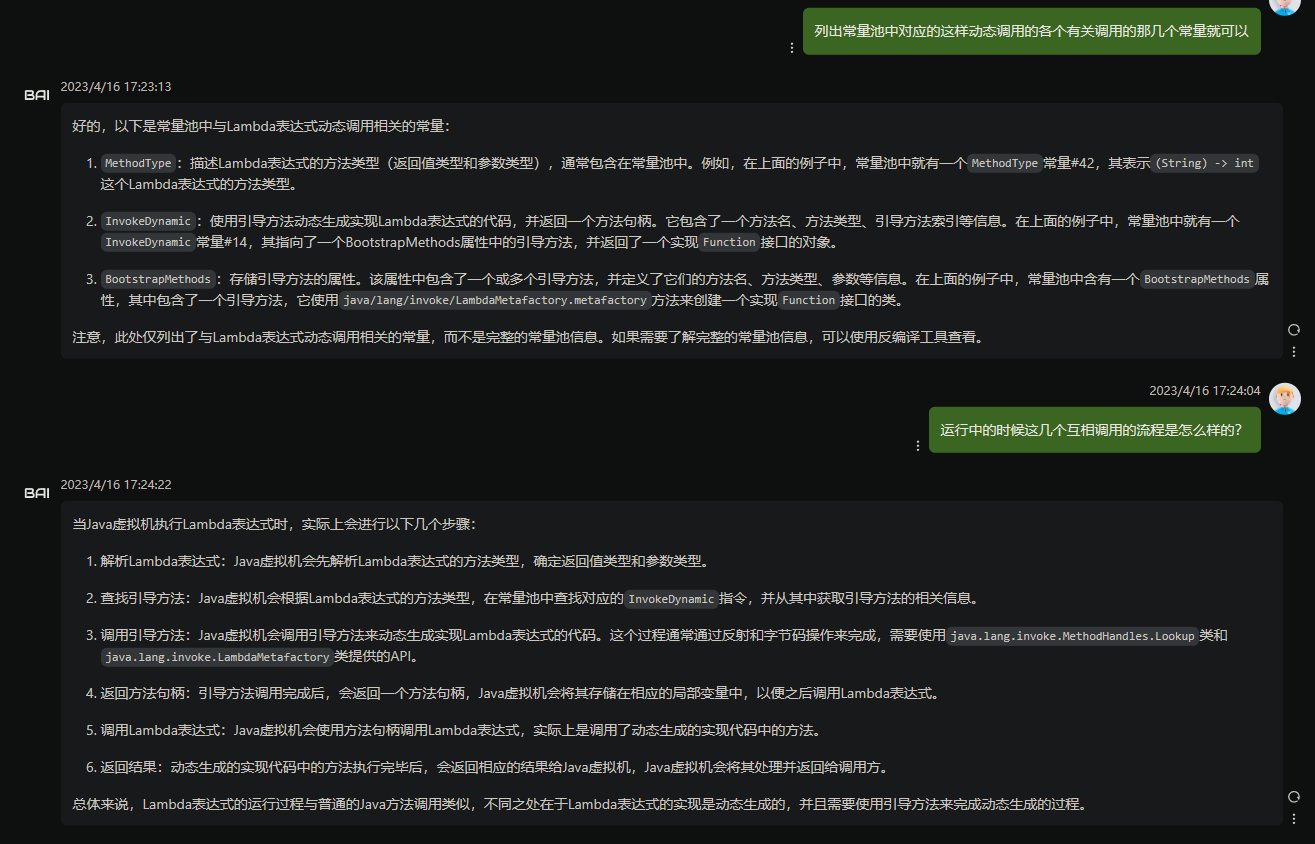 列出常量池中对应的这样动态调用的各个有关调用的那几个常量就可以
BAI
2023/4/16 17:23:13
好的，以下是常量池中与Lambda表达式动态调用相关的常量：
1. MethodType：描述Lambda表达式的方法类型（返回值类型和参数类型），通常包含在常量池中。例如，在上面的例子中，常量池中就有一个MethodType常量#42，其表示(String) -> int
这个Lambda表达式的方法类型。
2. InvokeDynamic：使用引导方法动态生成实现Lambda表达式的代码，并返回一个方法句柄。它包含了一个方法名、方法类型、引导方法索引等信息。在上面的例子中，常量池中就有一个
InvokeDynamic常量#14，其指向了一个BootstrapMethods属性中的引导方法，并返回了一个实现Function接口的对象。
3. BootstrapMethods：存储引导方法的属性。该属性中包含了一个或多个引导方法，并定义了它们的方法名、方法类型、参数等信息。在上面的例子中，常量池中含有一个BootstrapMethods属
性，其中包含了一个引导方法，它使用java/lang/invoke/LambdaMetafactory.metafactory方法来创建一个实现Function接口的类。
注意，此处仅列出了与Lambda表达式动态调用相关的常量，而不是完整的常量池信息。如果需要了解完整的常量池信息，可以使用反编译工具查看。
2023/4/16 17:24:04
运行中的时候这几个互相调用的流程是怎么样的？
BAI
2023/4/16 17:24:22
当Java虚拟机执行Lambda表达式时，实际上会进行以下几个步骤：
1. 解析Lambda表达式：Java虚拟机会先解析Lambda表达式的方法类型，确定返回值类型和参数类型。
2. 查找引导方法：Java虚拟机会根据Lambda表达式的方法类型，在常量池中查找对应的InvokeDynamic指令，并从其中获取引导方法的相关信息。
3. 调用引导方法：Java虚拟机会调用引导方法来动态生成实现Lambda表达式的代码。这个过程通常通过反射和字节码操作来完成，需要使用java.lang.invoke.MethodHandles.Lookup类和
java.lang.invoke.LambdaMetafactory类提供的API。
4. 返回方法句柄：引导方法调用完成后，会返回一个方法句柄，Java虚拟机会将其存储在相应的局部变量中，以便之后调用Lambda表达式。
5. 调用Lambda表达式：Java虚拟机会使用方法句柄调用Lambda表达式，实际上是调用了动态生成的实现代码中的方法。
6. 返回结果：动态生成的实现代码中的方法执行完毕后，会返回相应的结果给Java虚拟机，Java虚拟机会将其处理并返回给调用方。
总体来说，Lambda表达式的运行过程与普通的Java方法调用类似，不同之处在于Lambda表达式的实现是动态生成的，并且需要使用引导方法来完成动态生成的过程。